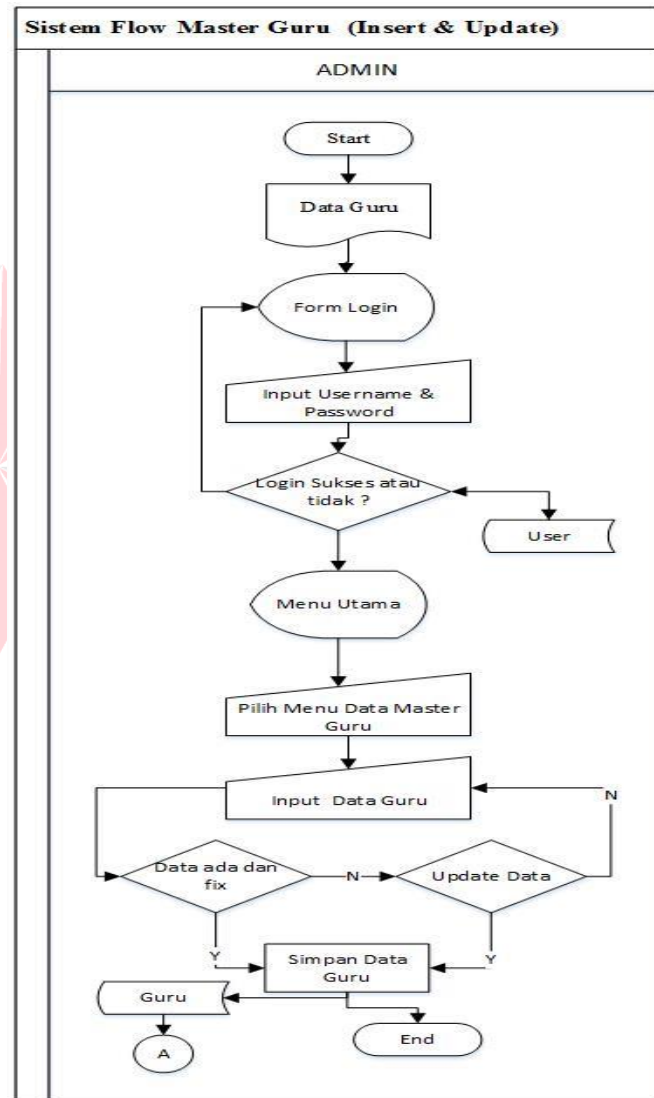 Sistem Flow Master Guru (Insert & Update)
ADMIN
Start
Data Guru
Form Login
Input Username &
Password
Login Sukses atau
tidak ?
User
Menu Utama
Pilih Menu Data Master
Guru
Input Data Guru
N
Data ada dan
fix
N
Update Data
Y
Y
Simpan Data
Guru
Guru
End
A